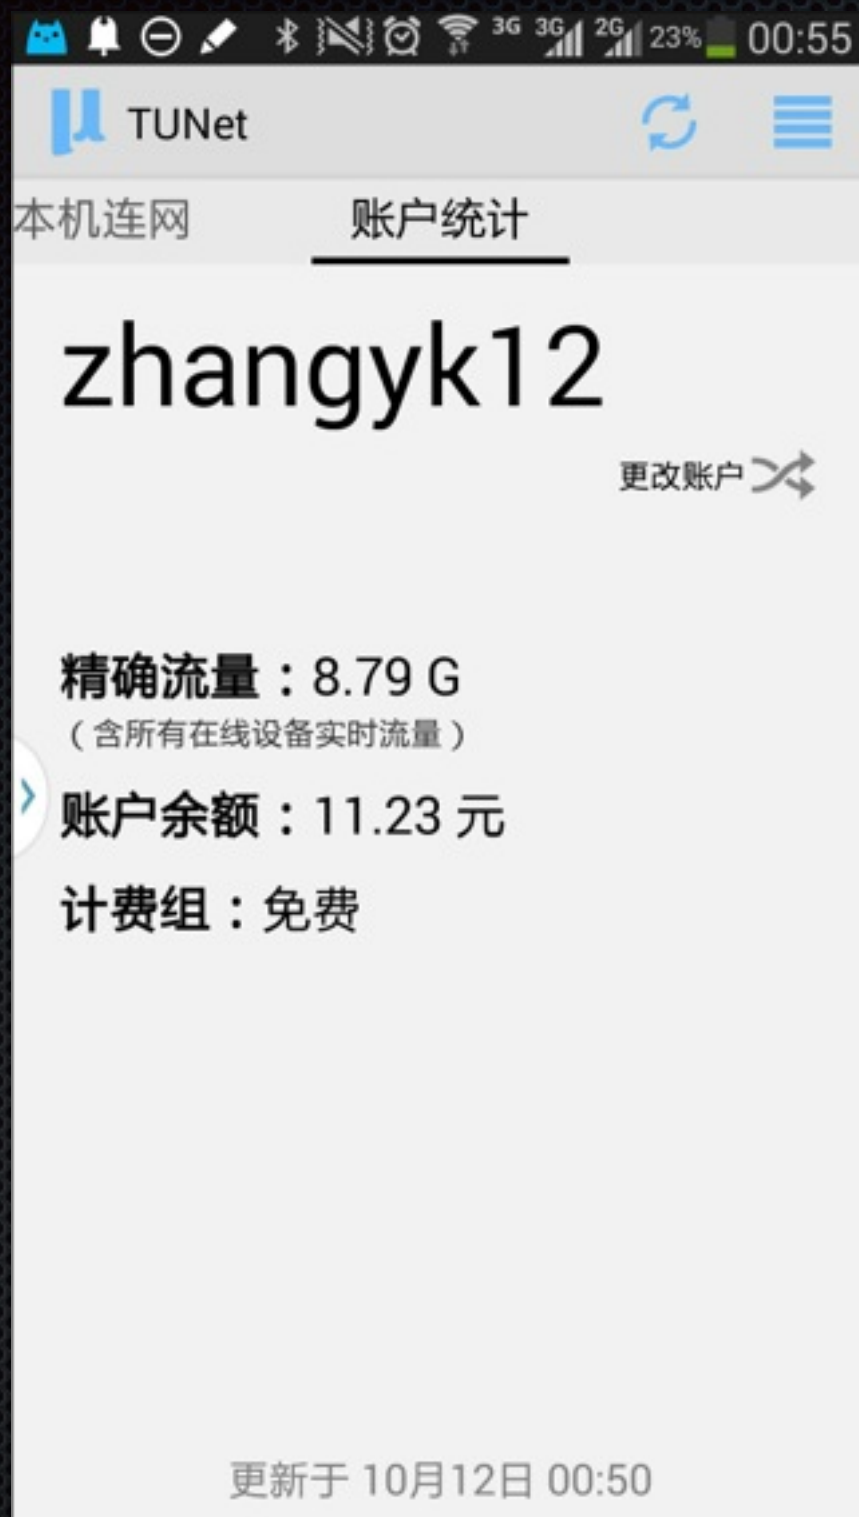 3G 3G 2G 23% 00:55
TUNet
本机连网 账户统计
zhangyk12
更改账户
精确流量：8.79 G
（含所有在线设备实时流量）
账户余额：11.23 元
计费组：免费
更新于 10月12日 00:50